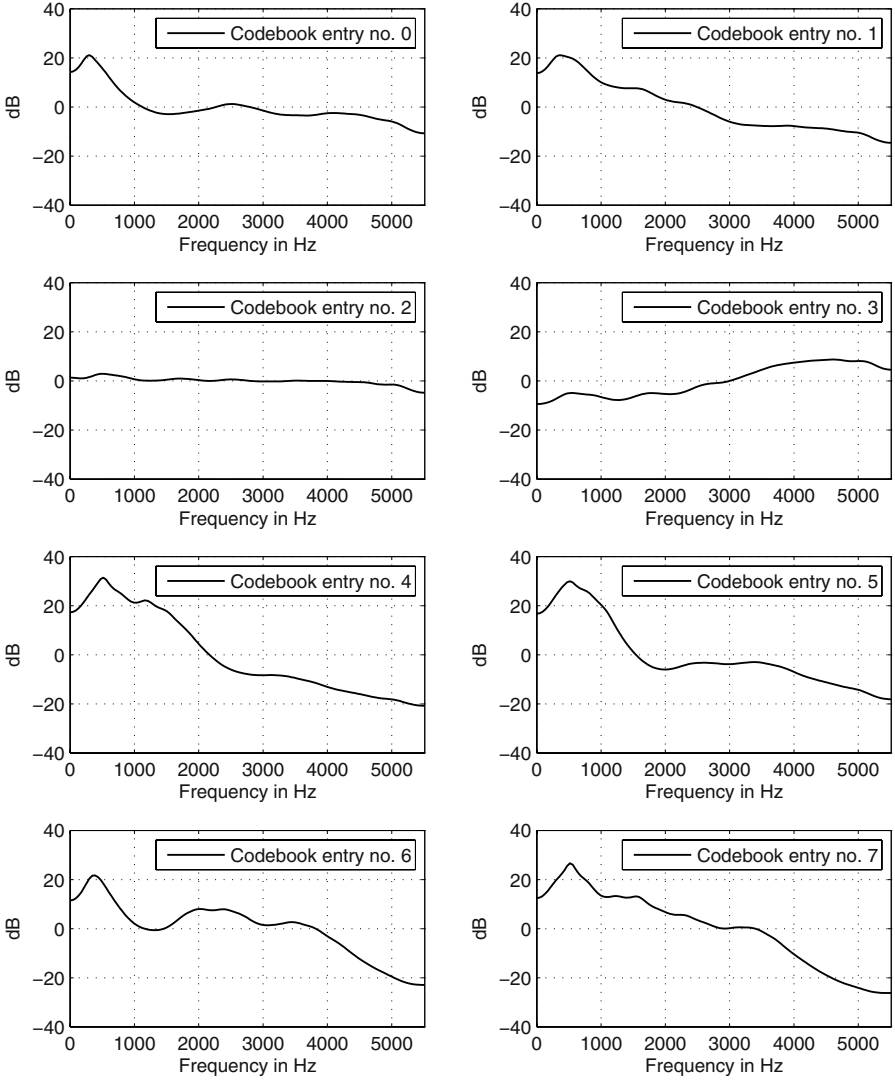 40
20
0
−20
−40
dB
Codebook entry no. 0
0 1000 2000 3000 4000 5000
Frequency in Hz
40
20
0
−20
−40
dB
Codebook entry no. 1
0 1000 2000 3000 4000 5000
Frequency in Hz
40
20
0
−20
−40
dB
Codebook entry no. 2
0 1000 2000 3000 4000 5000
Frequency in Hz
40
20
0
−20
−40
dB
Codebook entry no. 3
0 1000 2000 3000 4000 5000
Frequency in Hz
40
20
0
−20
−40
dB
Codebook entry no. 4
0 1000 2000 3000 4000 5000
Frequency in Hz
40
20
0
−20
−40
dB
Codebook entry no. 5
0 1000 2000 3000 4000 5000
Frequency in Hz
40
20
0
−20
−40
dB
Codebook entry no. 6
0 1000 2000 3000 4000 5000
Frequency in Hz
40
20
0
−20
−40
dB
Codebook entry no. 7
0 1000 2000 3000 4000 5000
Frequency in Hz